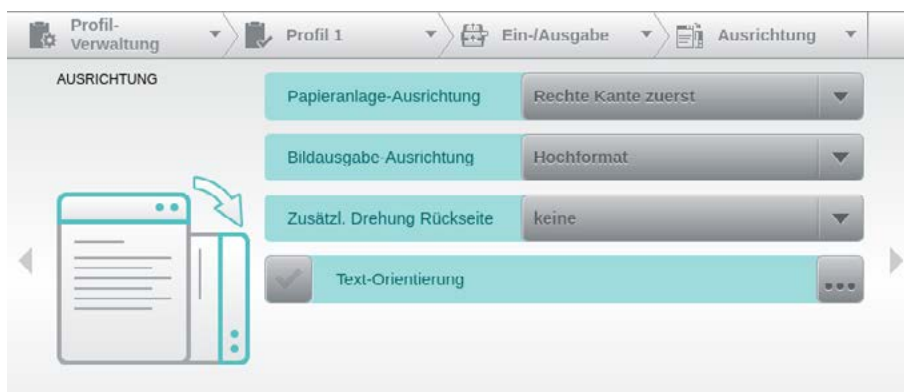 Profil-
Verwaltung
Profil 1
Ein-/Ausgabe
Ausrichtung
AUSRICHTUNG
Papieranlage-Ausrichtung
Rechte Kante zuerst
Bildausgabe-Ausrichtung
Hochformat
Zusätzl. Drehung Rückseite
keine
Text-Orientierung
...